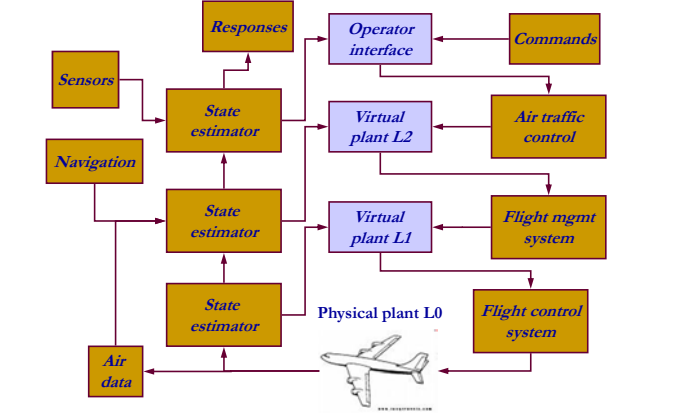 Responses
Operator
interface
Commands
Sensors
State
estimator
Virtual
plant L2
Air traffic
control
Navigation
State
estimator
Virtual
plant L1
Flight mgmt
system
State
estimator
Physical plant L0
Flight control
system
Air
data